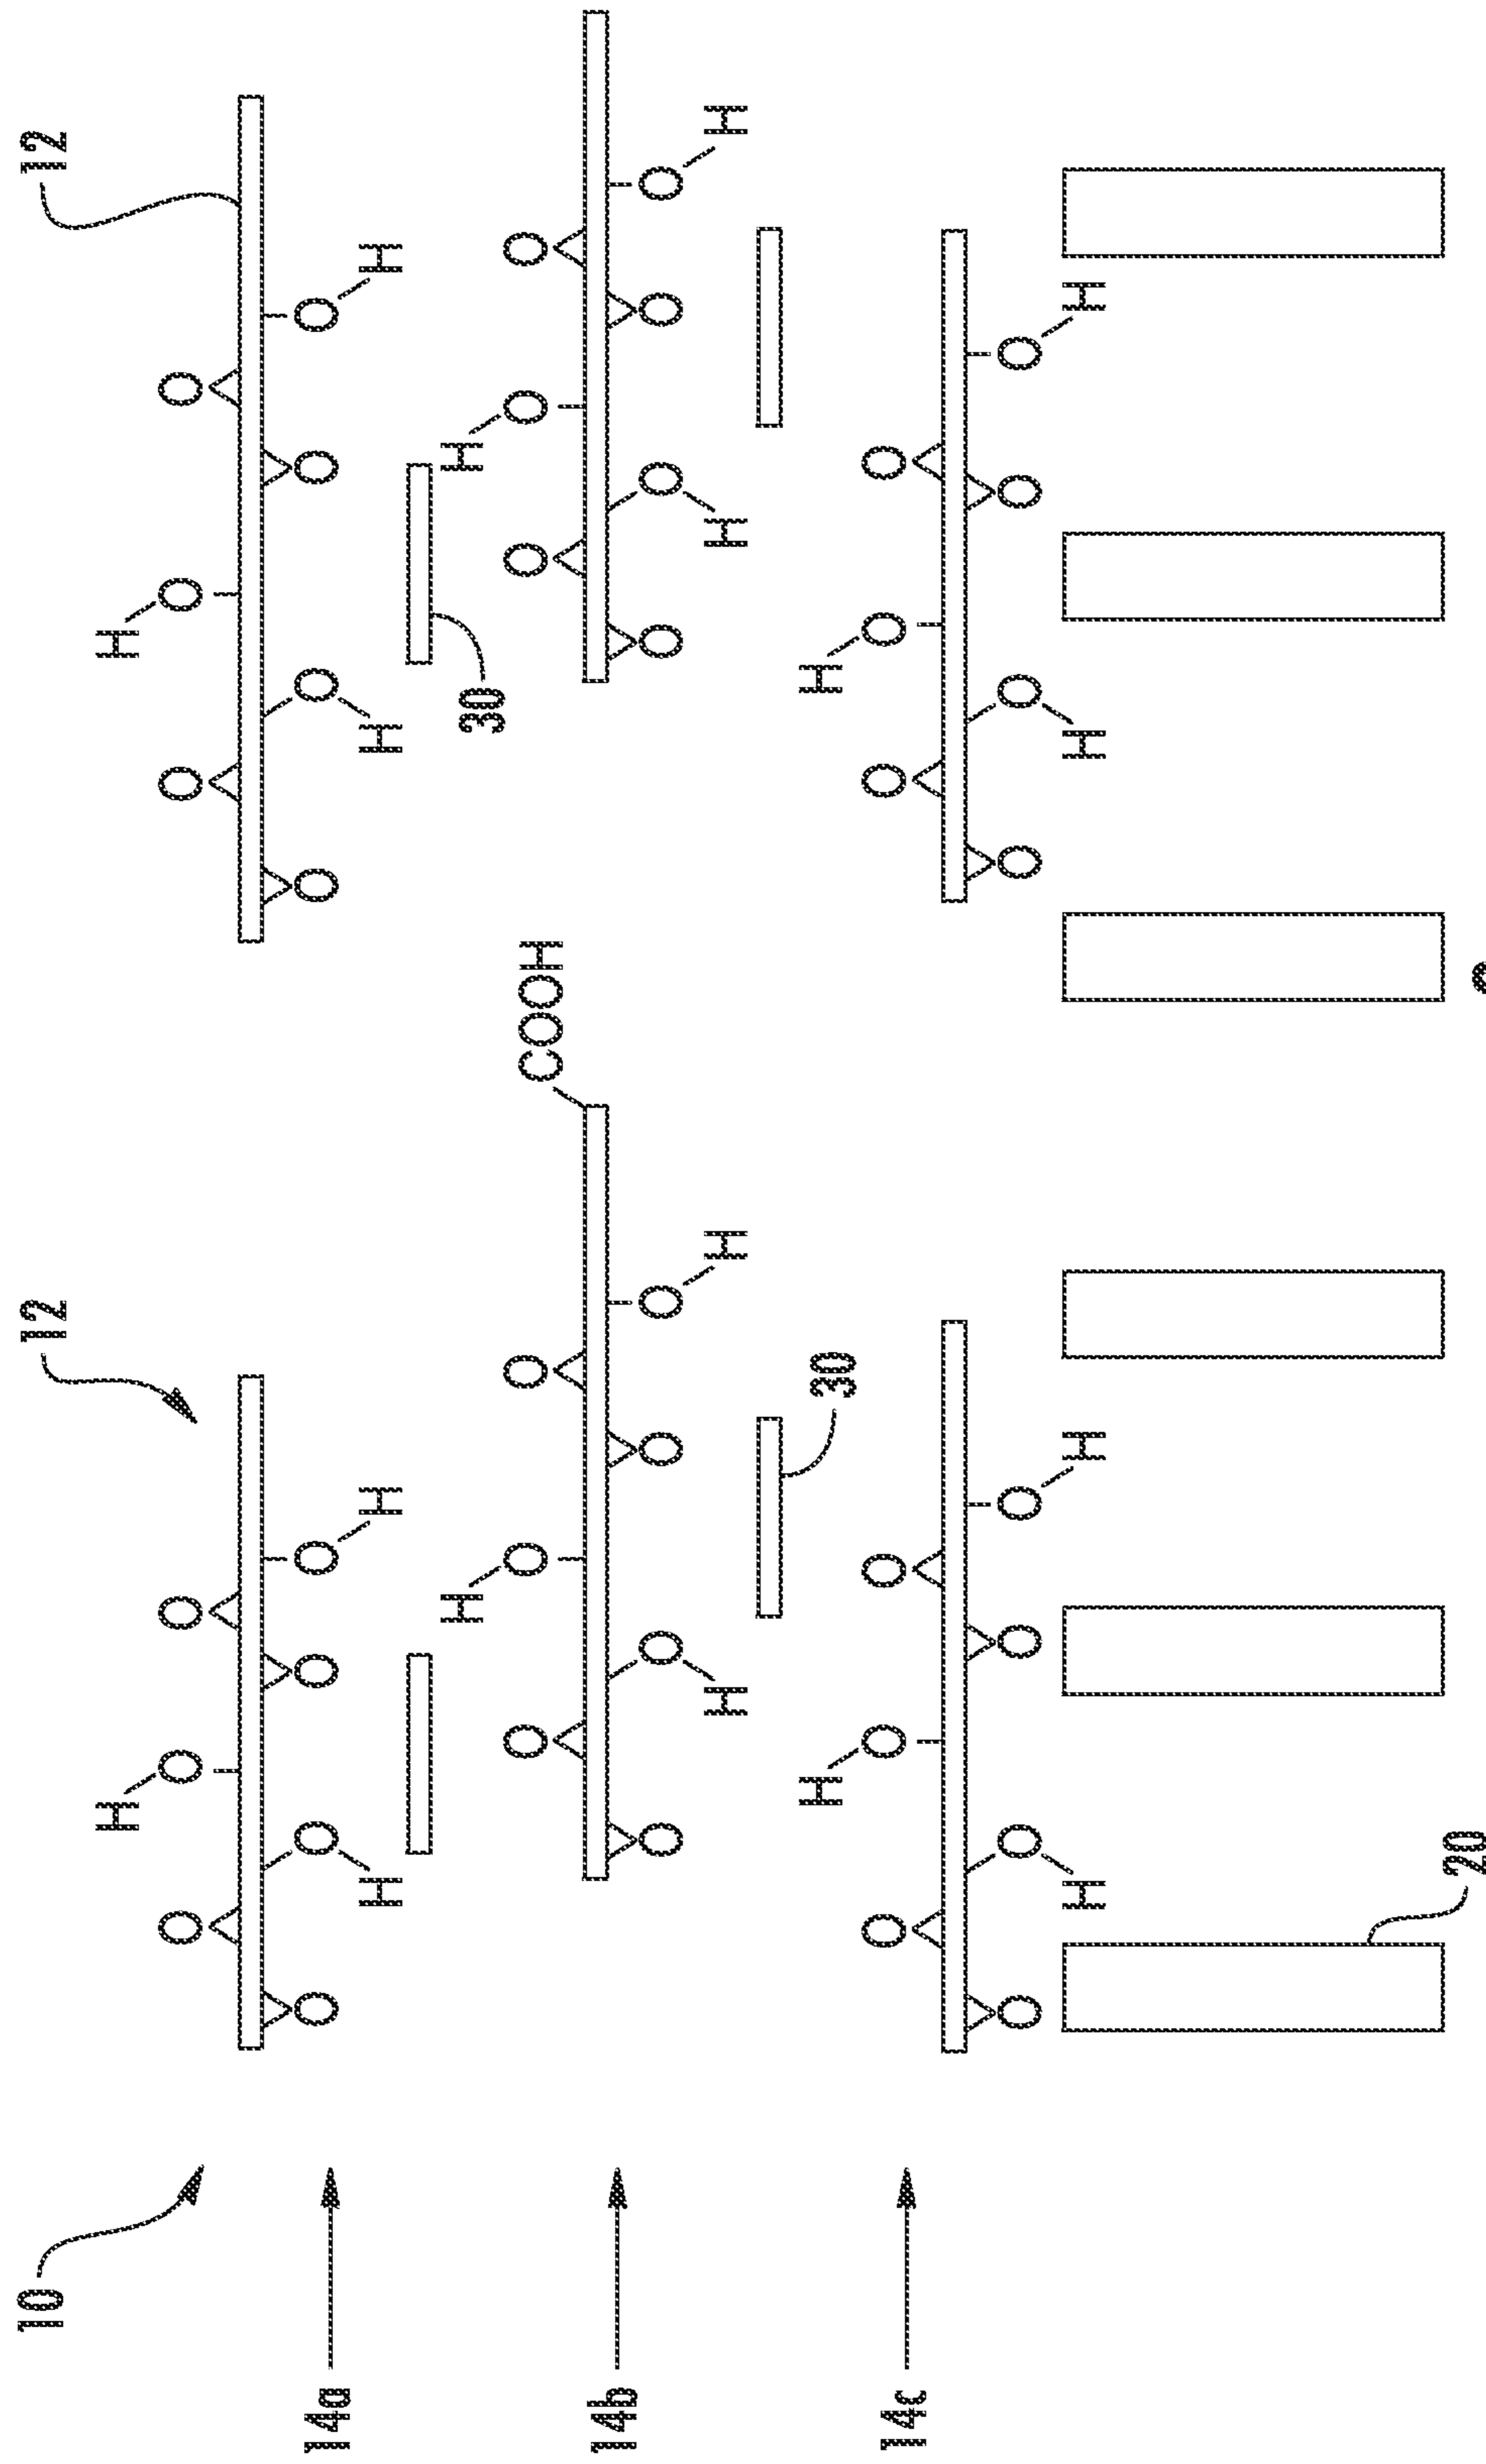 10 12 12
H H
O O O O O O
14a O O O O O O O O
H H H H
H H
30
O O O COOH O O O
14b O O O O O O O O
H H H H
H 30 H
14c O O O O O O
O O O O O O O O
H H H H
20